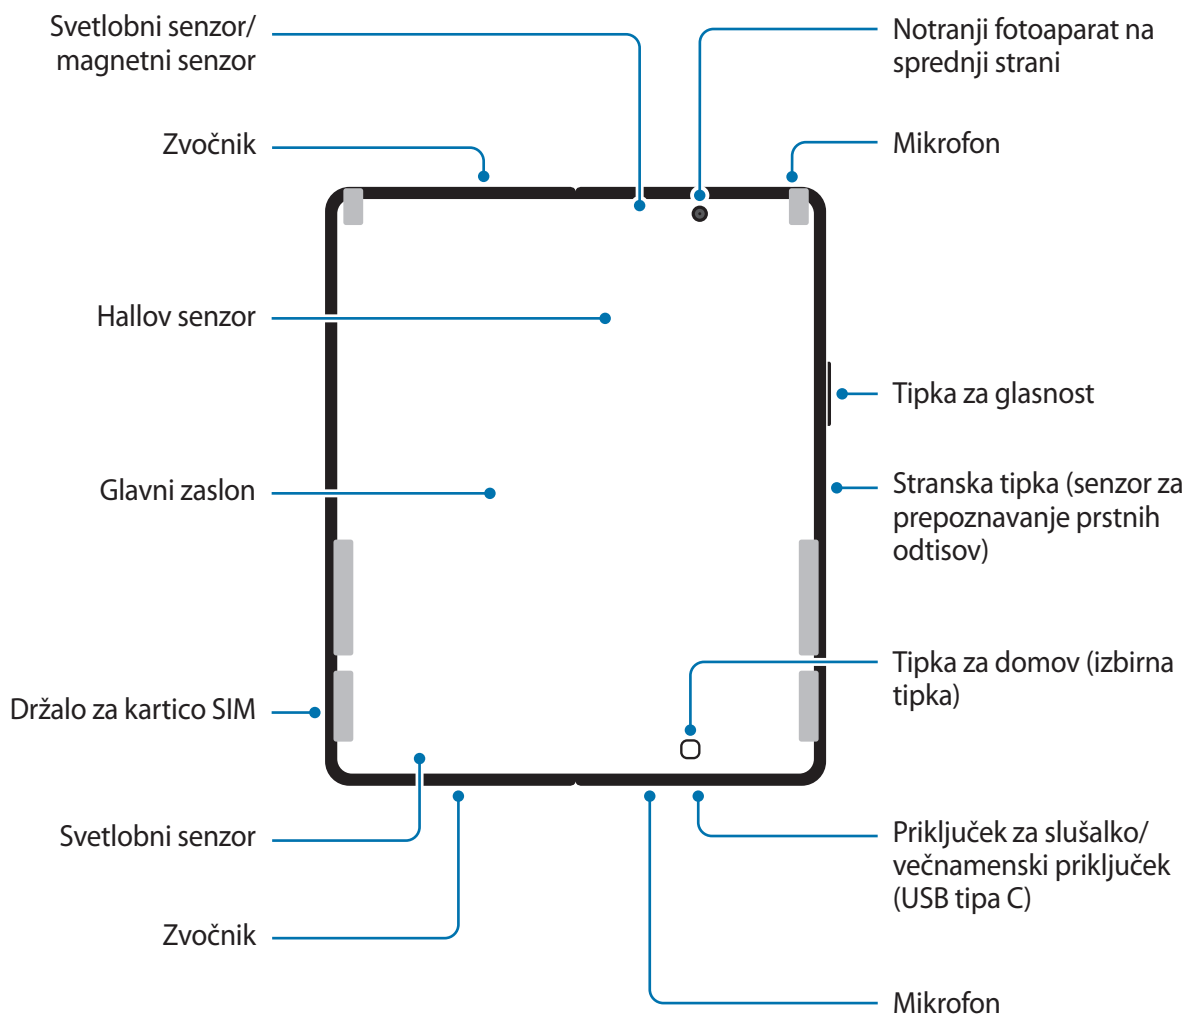 Svetlobni senzor/
magnetni senzor
Zvočnik
Hallov senzor
Glavni zaslon
Držalo za kartico SIM
Svetlobni senzor
Zvočnik
Notranji fotoaparat na
sprednji strani
Mikrofon
Tipka za glasnost
Stranska tipka (senzor za
prepoznavanje prstnih
odtisov)
Tipka za domov (izbirna
tipka)
Priključek za slušalko/
večnamenski priključek
(USB tipa C)
Mikrofon